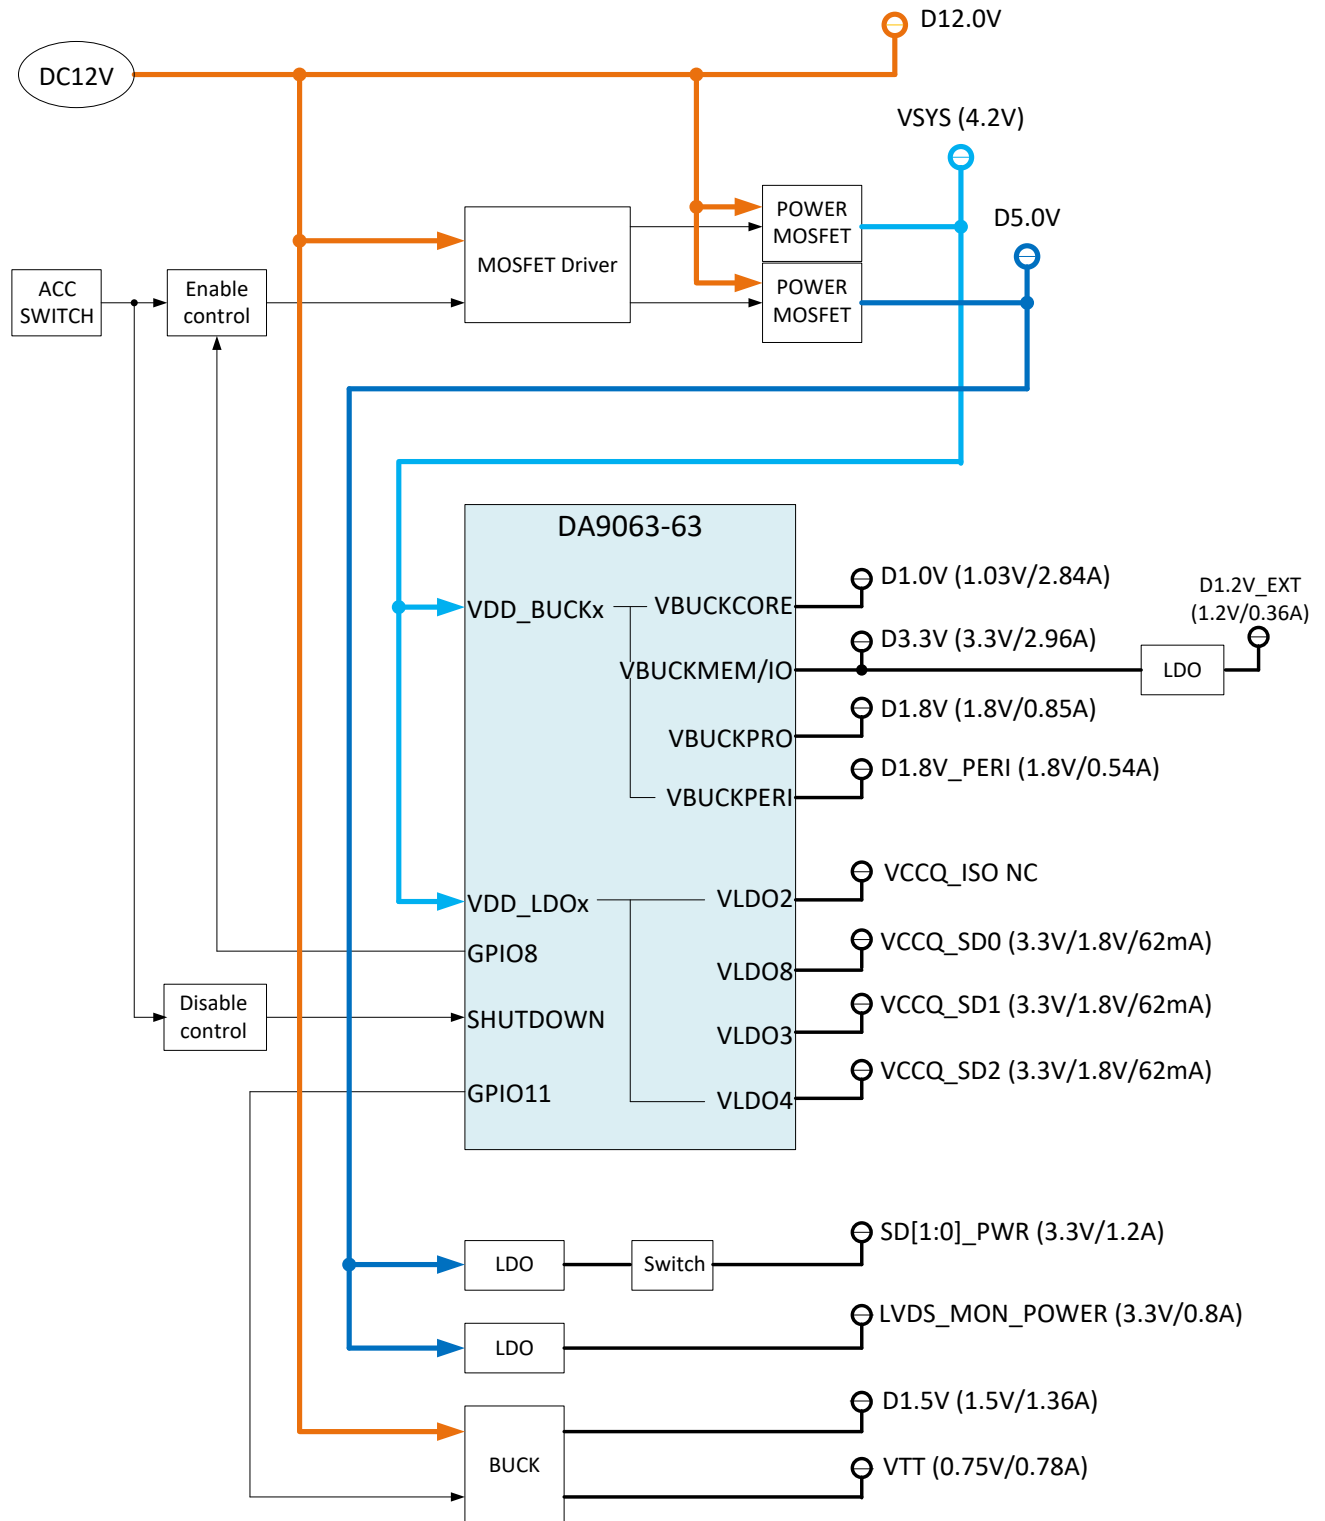 D12.0V
DC12V
VSYS (4.2V)
POWER
MOSFET
D5.0V
MOSFET Driver
ACC
SWITCH
Enable
control
POWER
MOSFET
DA9063-63
D1.0V (1.03V/2.84A)
D1.2V_EXT
(1.2V/0.36A)
VDD_BUCKx
VBUCKCORE
D3.3V (3.3V/2.96A)
VBUCKMEM/IO
LDO
D1.8V (1.8V/0.85A)
VBUCKPRO
D1.8V_PERI (1.8V/0.54A)
VBUCKPERI
VCCQ_ISO NC
VDD_LDOx
VLDO2
VCCQ_SD0 (3.3V/1.8V/62mA)
GPIO8
VLDO8
VCCQ_SD1 (3.3V/1.8V/62mA)
Disable
control
SHUTDOWN
VLDO3
VCCQ_SD2 (3.3V/1.8V/62mA)
GPIO11
VLDO4
SD[1:0]_PWR (3.3V/1.2A)
LDO
Switch
LVDS_MON_POWER (3.3V/0.8A)
LDO
D1.5V (1.5V/1.36A)
BUCK
VTT (0.75V/0.78A)